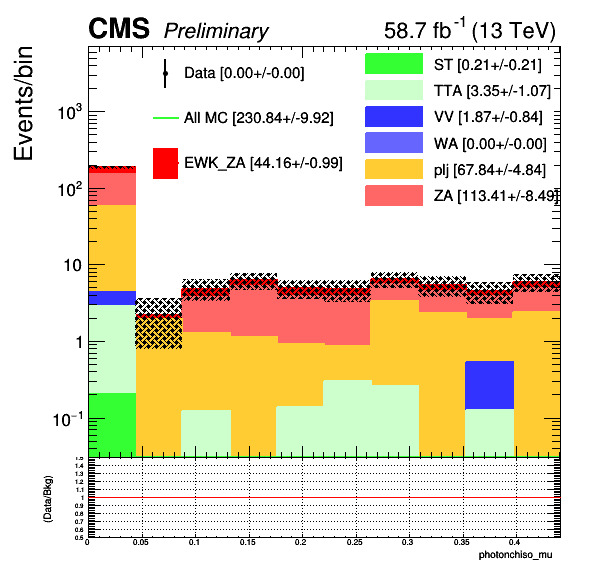 CMS Preliminary 58.7 fb⁻¹ (13 TeV)
Events/bin
Data [0.00+/-0.00]
All MC [230.84+/-9.92]
EWK_ZA [44.16+/-0.99]
ST [0.21+/-0.21]
TTA [3.35+/-1.07]
VV [1.87+/-0.84]
WA [0.00+/-0.00]
plj [67.84+/-4.84]
ZA [113.41+/-8.49]
10³
10²
10
1
10⁻¹
(Data/Bkg)
1.5
1.4
1.3
1.2
1.1
1
0.9
0.8
0.7
0.6
0.5
0 0.05 0.1 0.15 0.2 0.25 0.3 0.35 0.4
photonchiso_mu